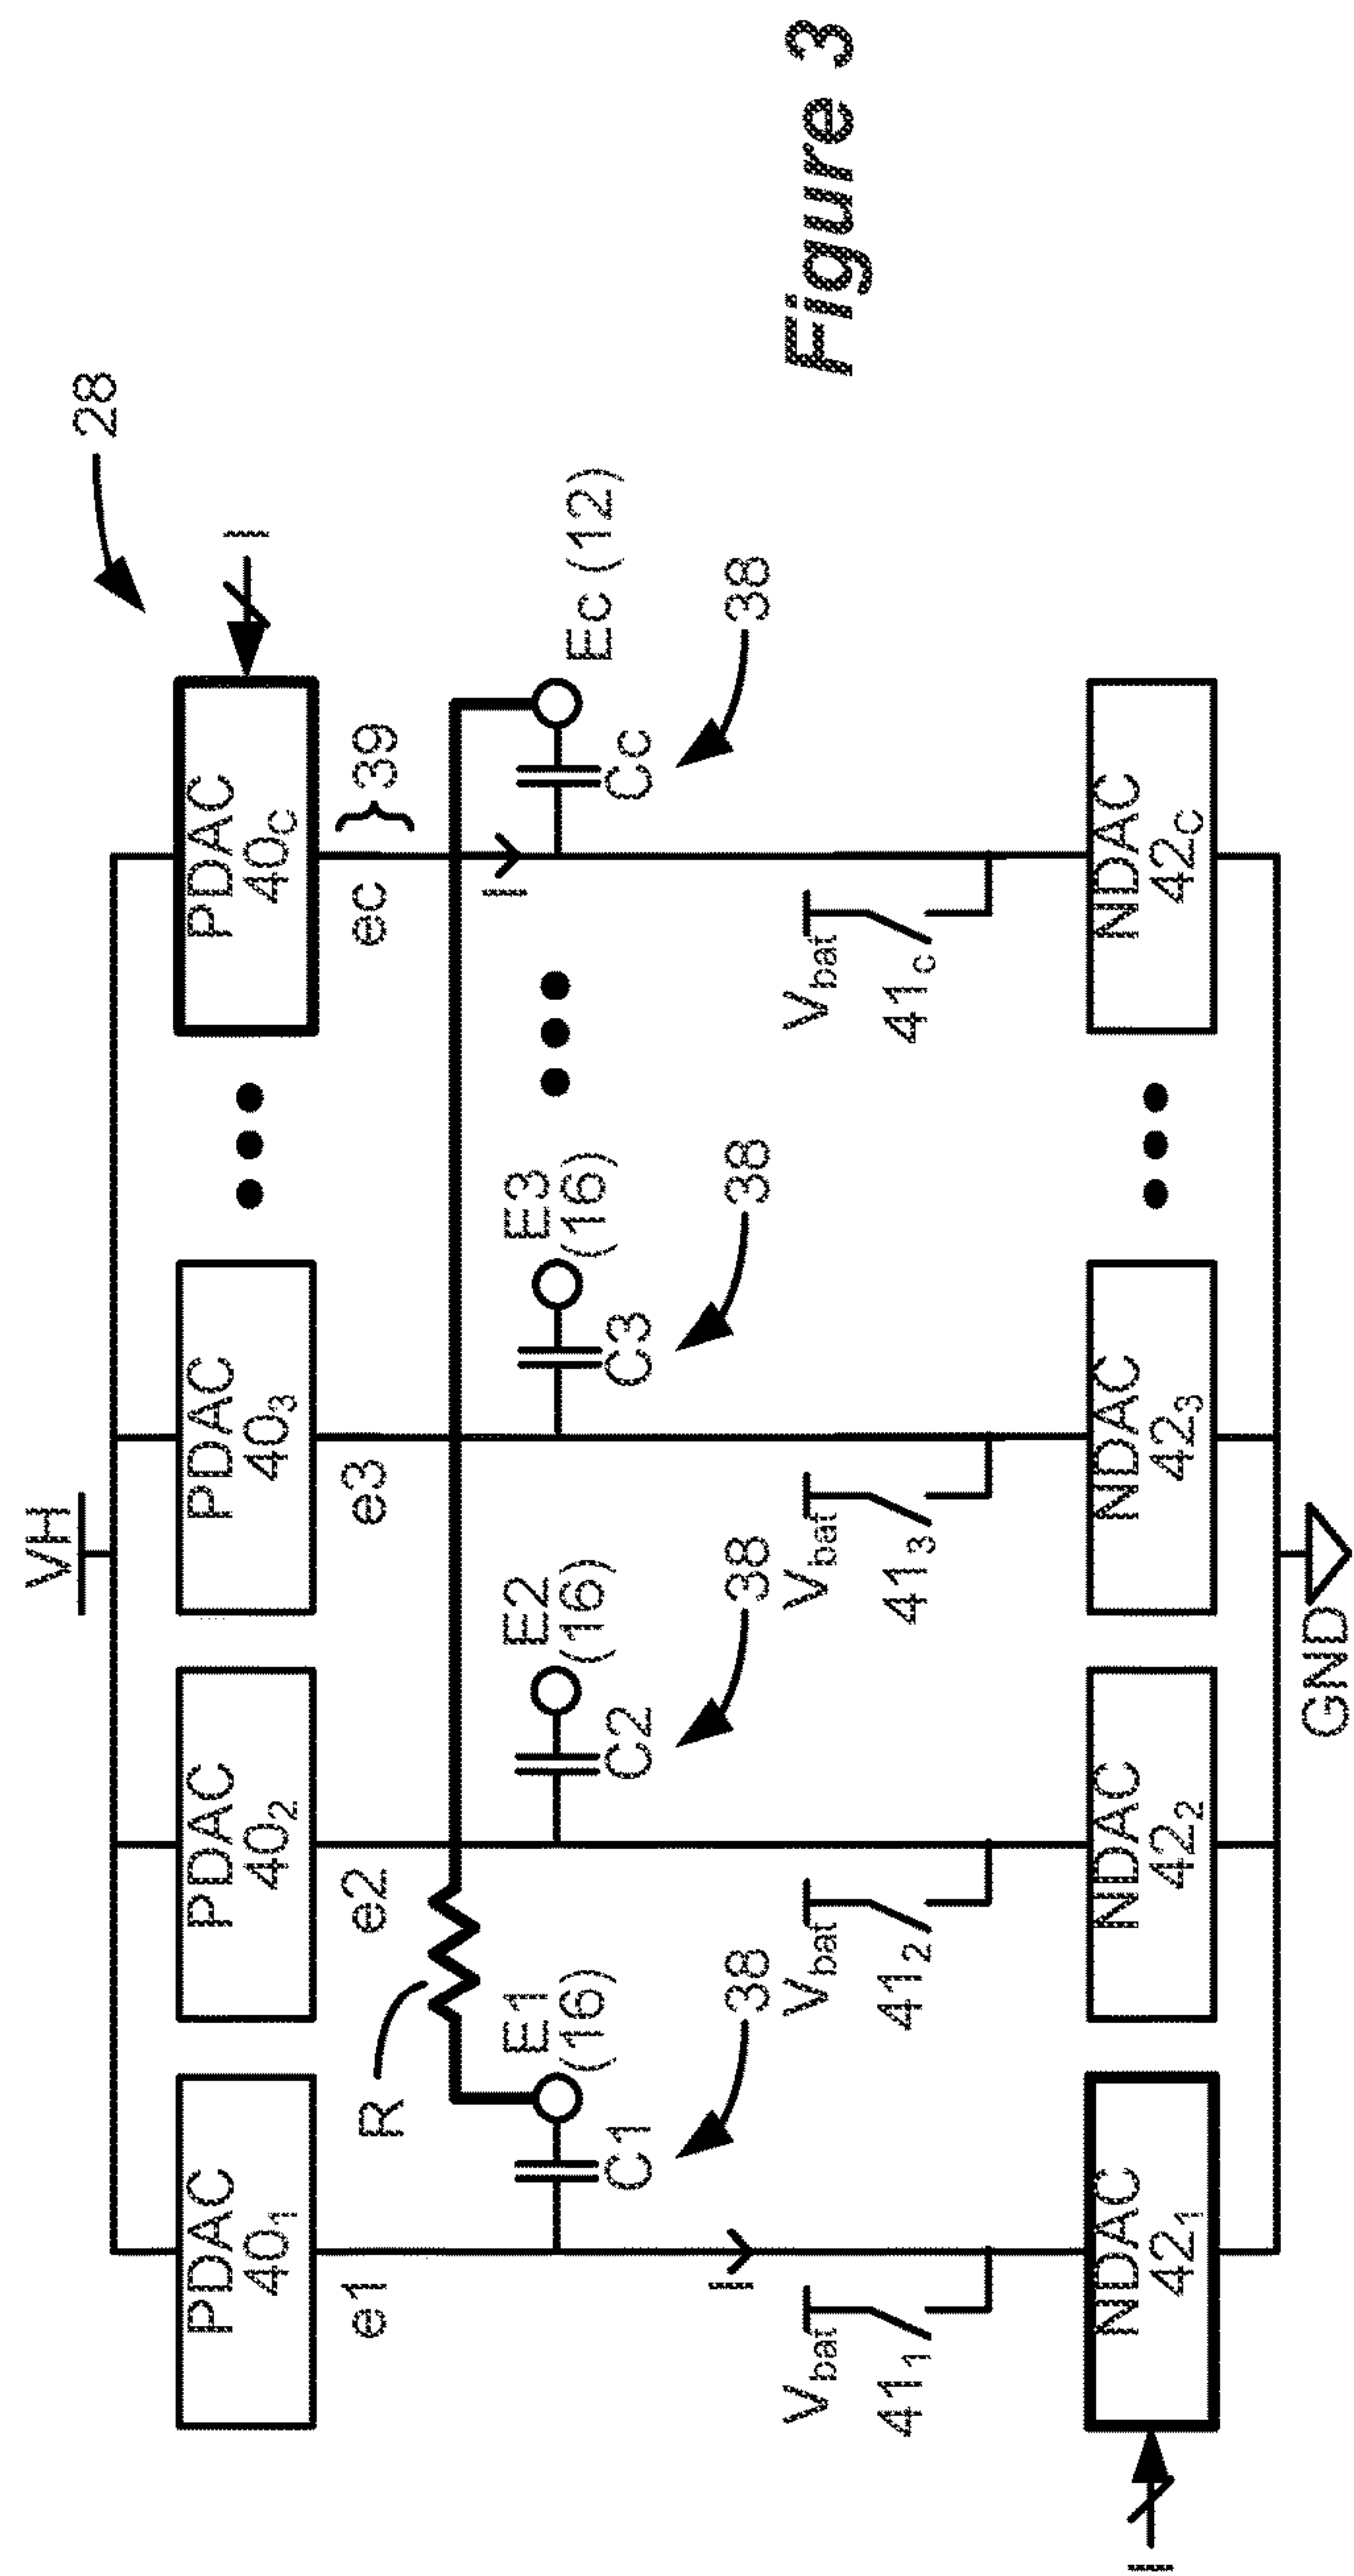 Figure 3
28
VH
PDAC
40₁
PDAC
40₂
PDAC
40₃
PDAC
40C
I
e1
e2
e3
ec
39
R
I
E1
(16)
E2
(16)
E3
(16)
Ec (12)
C1
C2
C3
Cc
38
38
38
38
I
Vbat
41₁
Vbat
41₂
Vbat
41₃
Vbat
41c
I
NDAC
42₁
NDAC
42₂
NDAC
42₃
NDAC
42C
GND